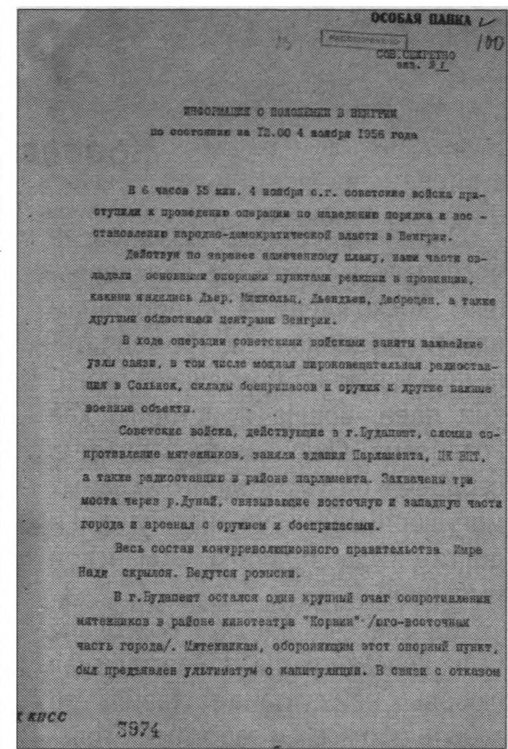 ОСОБАЯ ПАПКА
100
СОВ.СЕКРЕТНО
экз. № 1
ИНФОРМАЦИЯ О ПОЛОЖЕНИИ В ВЕНГРИИ
по состоянию на 12.00 4 ноября 1956 года
В 6 часов 15 мин. 4 ноября с.г. советские войска при-
ступили к проведению операции по наведению порядка и вос -
становлению народно-демократической власти в Венгрии.
Действуя по заранее намеченному плану, наши части ов-
ладели основными опорными пунктами реакции в провинции,
какими являлись Дьер, Мишкольц, Дьендьеш, Дебрецен, а также
другими областными центрами Венгрии.
В ходе операции советскими войсками заняты важнейшие
узлы связи, в том числе мощная широковещательная радиостан-
ция в Сольнок, склады боеприпасов и оружия и другие важные
военные объекты.
Советские войска, действующие в г.Будапешт, сломив со-
противление мятежников, заняли здания Парламента, ЦК ВПТ,
а также радиостанцию в районе парламента. Захвачены три
моста через р.Дунай, связывающие восточную и западную части
города и арсенал с оружием и боеприпасами.
Весь состав контрреволюционного правительства Имре
Надя скрылся. Ведутся розыски.
В г.Будапешт остался один крупный очаг сопротивления
мятежников в районе кинотеатра "Корвин" /юго-восточная
часть города/. Мятежникам, обороняющим этот опорный пункт,
был предъявлен ультиматум о капитуляции. В связи с отказом
К КПСС
3974